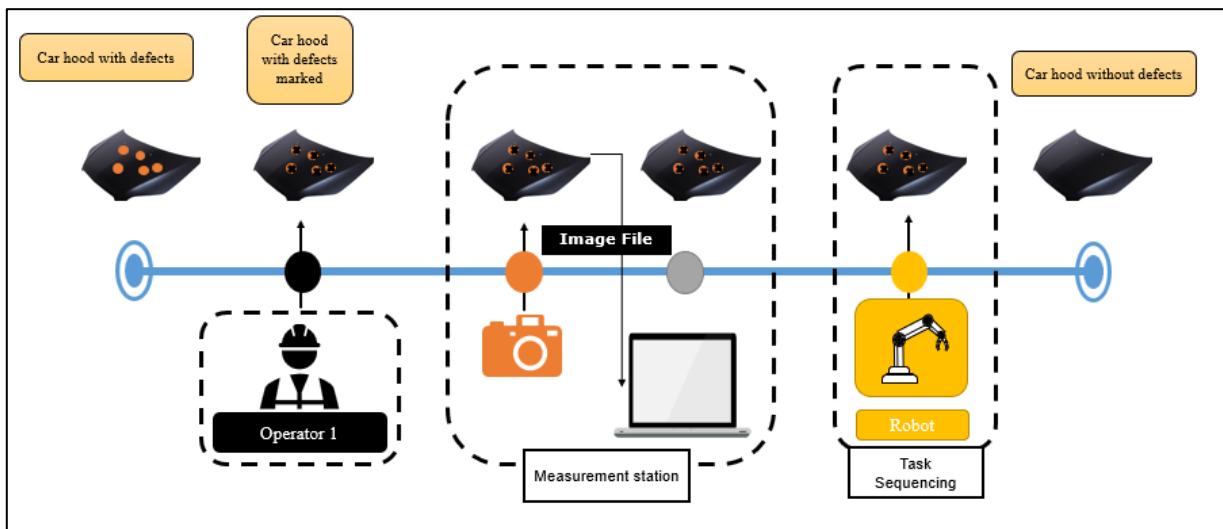 Car hood with defects
Car hood
with defects
marked
Car hood without defects
Image File
Operator 1
Robot
Measurement station
Task
Sequencing